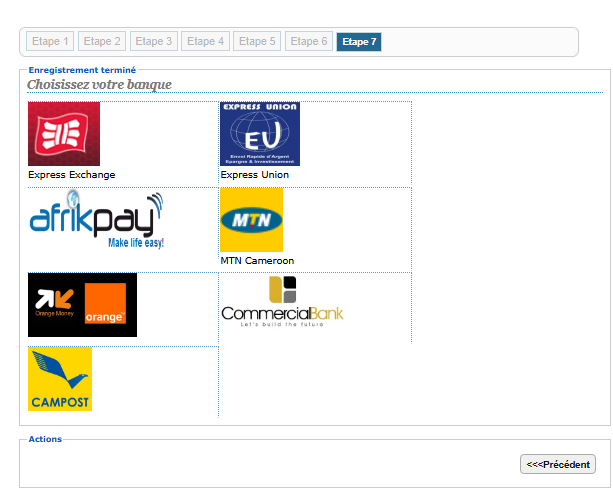 Etape 1 Etape 2 Etape 3 Etape 4 Etape 5 Etape 6 Etape 7
Enregistrement terminé
Choisissez votre banque
EXPRESS UNION
EU
Envoi Rapide d'Argent
Epargne & Investissement
Express Exchange
Express Union
afrikpay
Make life easy!
MTN
MTN Cameroon
Orange Money
orange™
CommercialBank
Let's build the future
CAMPOST
Actions
<<<Précédent